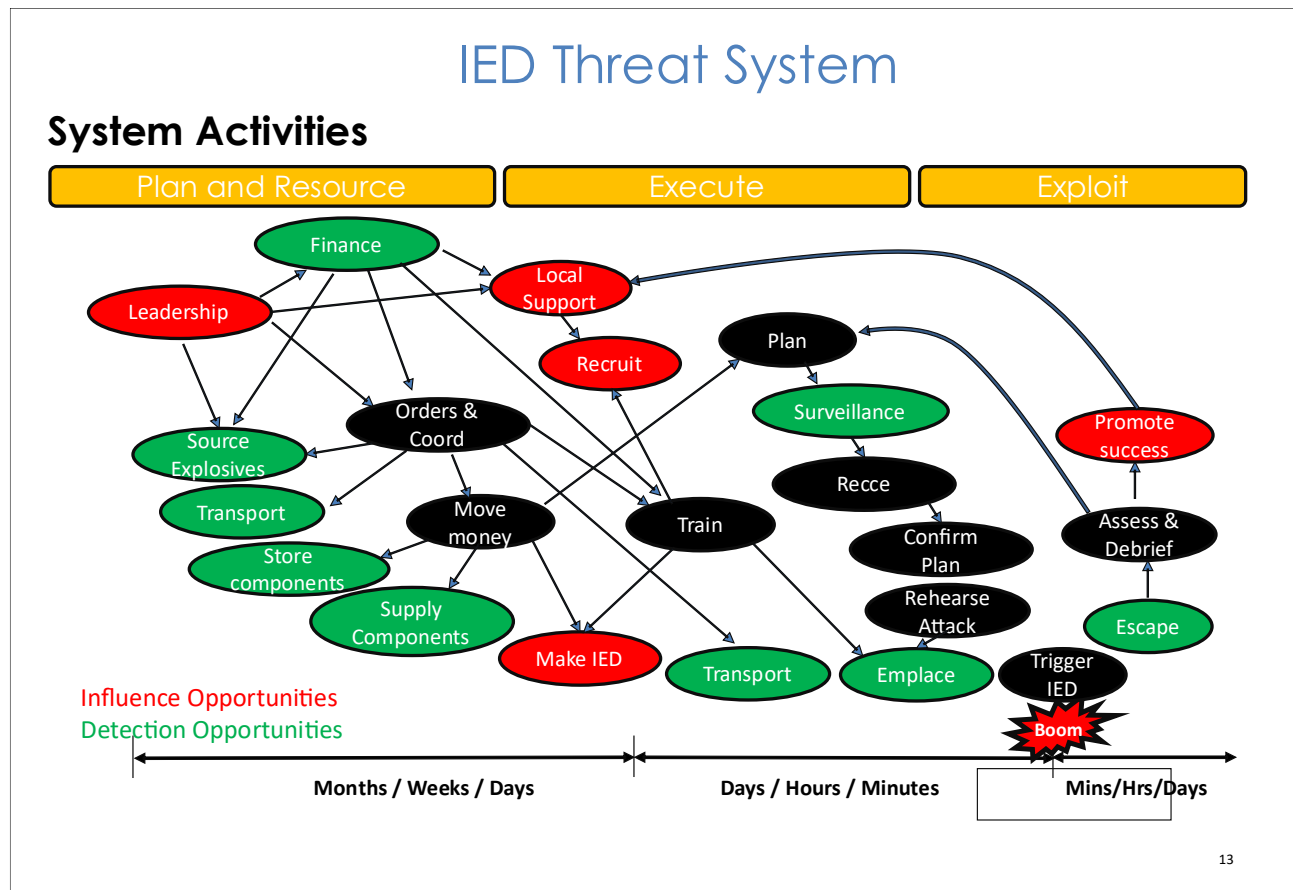 IED Threat System
System Activities
Plan and Resource
Execute
Exploit
Finance
Leadership
Local
Support
Recruit
Plan
Orders &
Coord
Surveillance
Source
Explosives
Promote
success
Recce
Transport
Move
money
Train
Confirm
Plan
Assess &
Debrief
Store
components
Supply
Components
Rehearse
Attack
Escape
Make IED
Transport
Emplace
Trigger
IED
Influence Opportunities
Detection Opportunities
Boom
Months / Weeks / Days
Days / Hours / Minutes
Mins/Hrs/Days
13